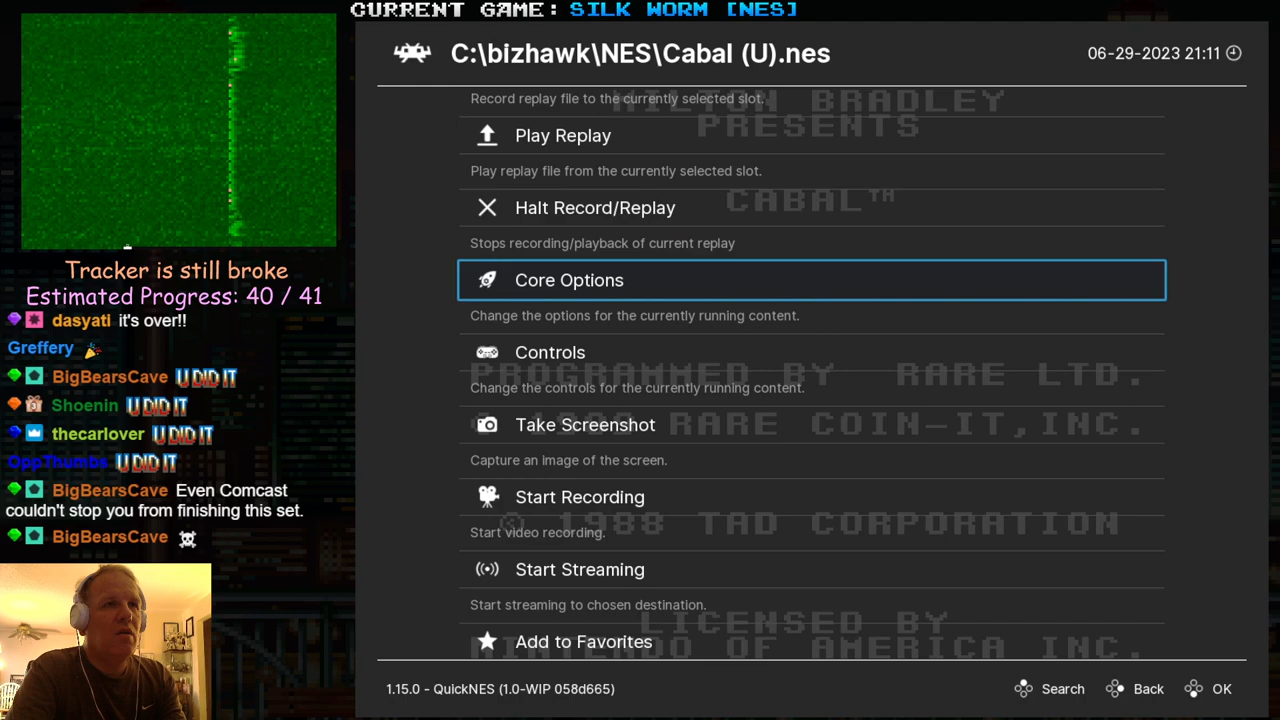 CURRENT GAME: SILK WORM [NES]
C:\bizhawk\NES\Cabal (U).nes
06-29-2023 21:11
Record replay file to the currently selected slot.
MILTON BRADLEY
PRESENTS
Play Replay
Play replay file from the currently selected slot.
CABAL™
Halt Record/Replay
Stops recording/playback of current replay
Core Options
Change the options for the currently running content.
Controls
PROGRAMMED BY RARE LTD.
Change the controls for the currently running content.
Take Screenshot
RARE COIN-IT,INC.
Capture an image of the screen.
Start Recording
© 1988 TAD CORPORATION
Start video recording.
Start Streaming
Start streaming to chosen destination.
LICENSED BY
Add to Favorites
NINTENDO OF AMERICA INC.
1.15.0 - QuickNES (1.0-WIP 058d665)
Search
Back
OK
Tracker is still broke
Estimated Progress: 40 / 41
dasyati it's over!!
Greffery
BigBearsCave U DID IT
Shoenin U DID IT
thecarlover U DID IT
OppThumbs U DID IT
BigBearsCave Even Comcast
couldn't stop you from finishing this set.
BigBearsCave